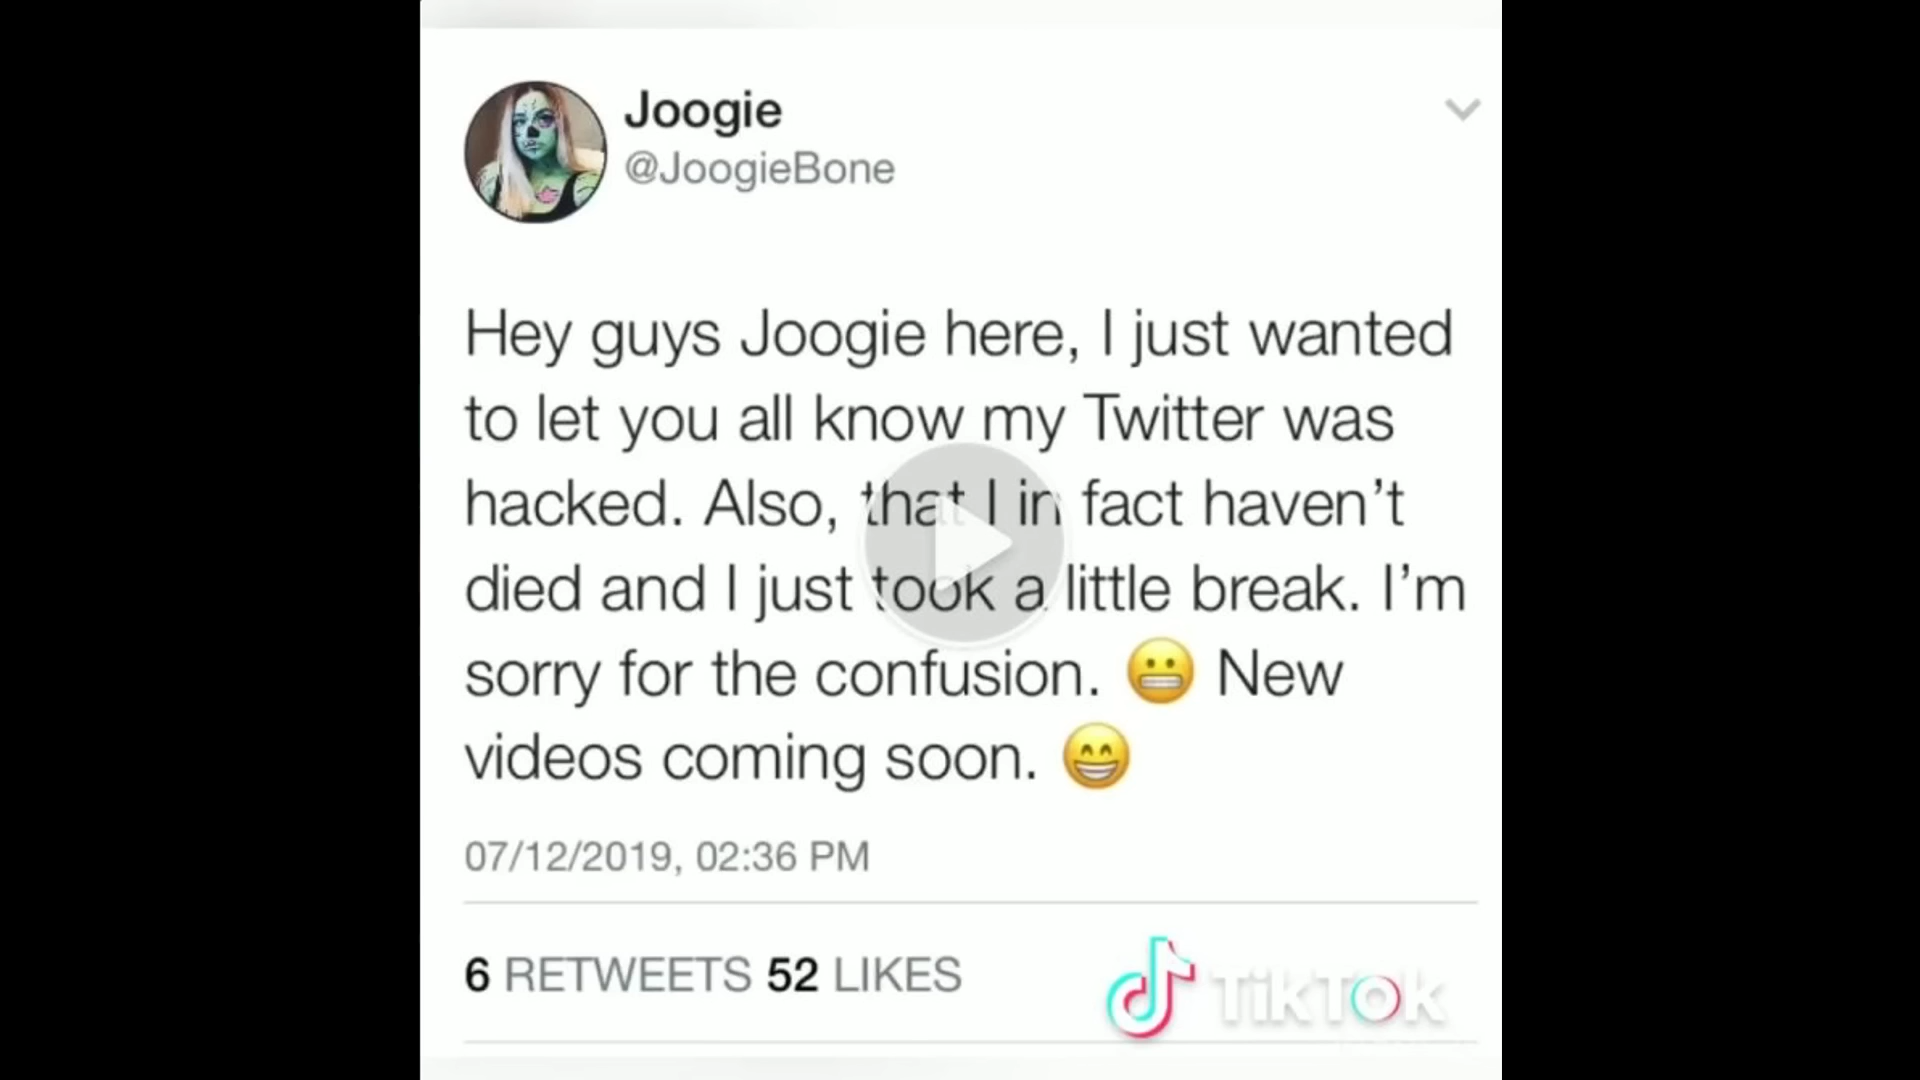 Joogie
@JoogieBone
Hey guys Joogie here, I just wanted
to let you all know my Twitter was
hacked. Also, that I in fact haven’t
died and I just took a little break. I’m
sorry for the confusion. 😬 New
videos coming soon. 😁
07/12/2019, 02:36 PM
6 RETWEETS 52 LIKES
TikTok